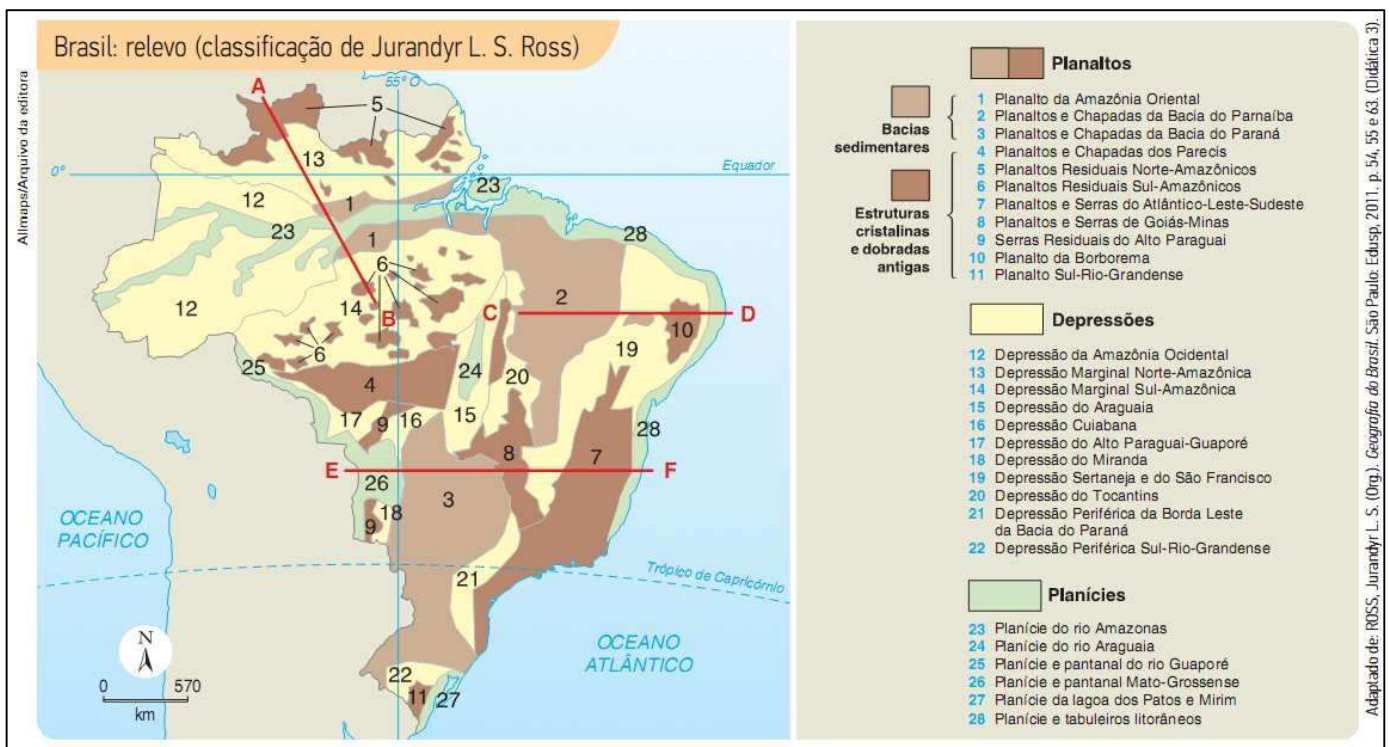 Brasil: relevo (classificação de Jurandyr L. S. Ross)
Allmaps/Arquivo da editora
55º O
A
5
13
Equador
0º
12
1
23
23
1
28
6
12
14
B
C
2
D
10
6
19
25
4
24
20
17
9
16
15
28
8
7
E
F
26
3
9
18
OCEANO
PACÍFICO
21
Trópico de Capricórnio
N
OCEANO
ATLÂNTICO
0 570
km
22
11
27
Planaltos
Bacias
sedimentares
1 Planalto da Amazônia Oriental
2 Planaltos e Chapadas da Bacia do Parnaíba
3 Planaltos e Chapadas da Bacia do Paraná
Estruturas
cristalinas
e dobradas
antigas
4 Planaltos e Chapadas dos Parecis
5 Planaltos Residuais Norte-Amazônicos
6 Planaltos Residuais Sul-Amazônicos
7 Planaltos e Serras do Atlântico-Leste-Sudeste
8 Planaltos e Serras de Goiás-Minas
9 Serras Residuais do Alto Paraguai
10 Planalto da Borborema
11 Planalto Sul-Rio-Grandense
Depressões
12 Depressão da Amazônia Ocidental
13 Depressão Marginal Norte-Amazônica
14 Depressão Marginal Sul-Amazônica
15 Depressão do Araguaia
16 Depressão Cuiabana
17 Depressão do Alto Paraguai-Guaporé
18 Depressão do Miranda
19 Depressão Sertaneja e do São Francisco
20 Depressão do Tocantins
21 Depressão Periférica da Borda Leste
da Bacia do Paraná
22 Depressão Periférica Sul-Rio-Grandense
Planícies
23 Planície do rio Amazonas
24 Planície do rio Araguaia
25 Planície e pantanal do rio Guaporé
26 Planície e pantanal Mato-Grossense
27 Planície da lagoa dos Patos e Mirim
28 Planície e tabuleiros litorâneos
Adaptado de: ROSS, Jurandyr L. S. (Org.). Geografia do Brasil. São Paulo: Edusp, 2011. p. 54, 55 e 63. (Didática 3).